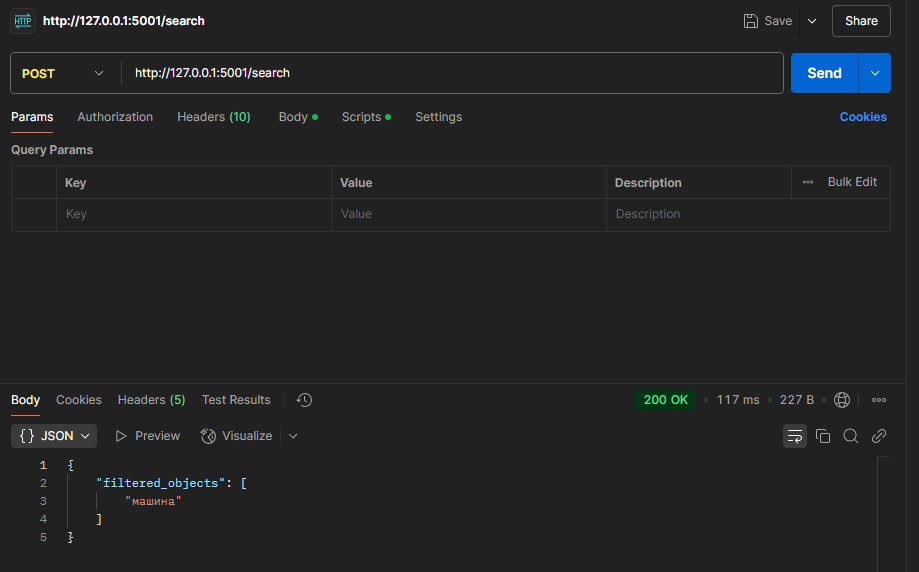 HTTP http://127.0.0.1:5001/search Save Share
POST http://127.0.0.1:5001/search Send
Params Authorization Headers (10) Body Scripts Settings Cookies
Query Params
Key Value Description Bulk Edit
Key Value Description
Body Cookies Headers (5) Test Results 200 OK 117 ms 227 B
{} JSON Preview Visualize
1 {
2 "filtered_objects": [
3 "машина"
4 ]
5 }